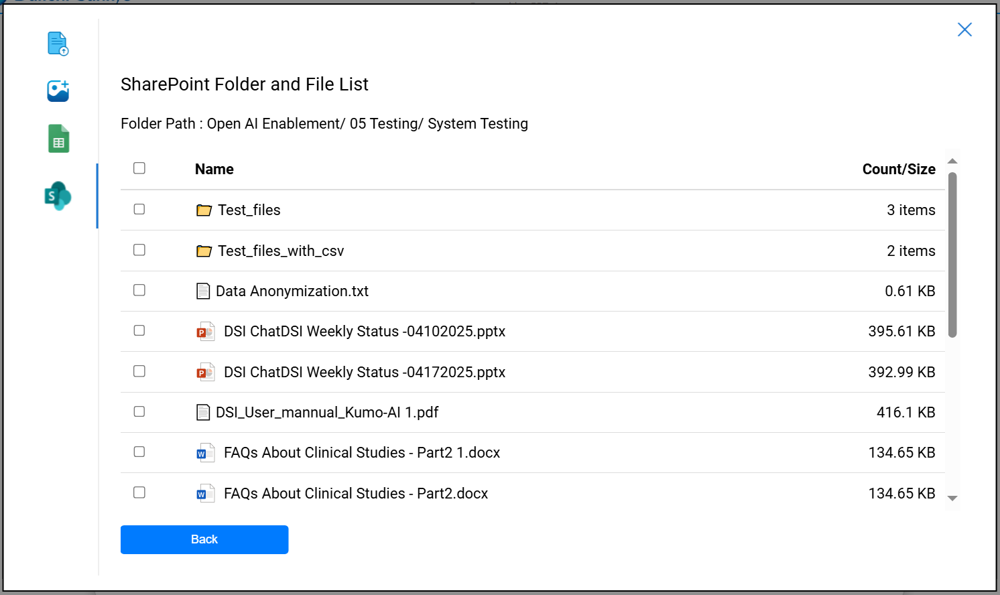 SharePoint Folder and File List
Folder Path : Open AI Enablement/ 05 Testing/ System Testing
Name Count/Size
Test_files 3 items
Test_files_with_csv 2 items
Data Anonymization.txt 0.61 KB
DSI ChatDSI Weekly Status -04102025.pptx 395.61 KB
DSI ChatDSI Weekly Status -04172025.pptx 392.99 KB
DSI_User_mannual_Kumo-AI 1.pdf 416.1 KB
FAQs About Clinical Studies - Part2 1.docx 134.65 KB
FAQs About Clinical Studies - Part2.docx 134.65 KB
Back